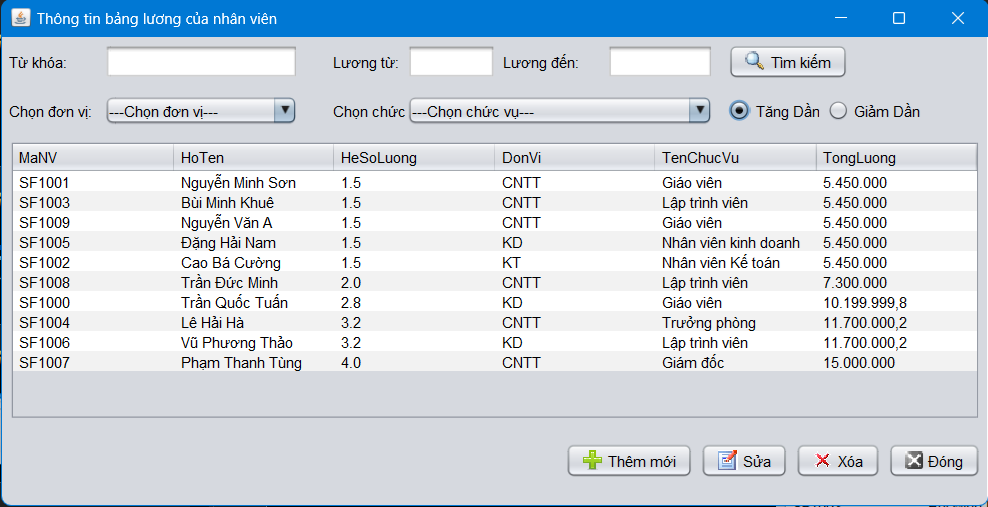 Thông tin bảng lương của nhân viên
Từ khóa: Lương từ: Lương đến: Tìm kiếm
Chọn đơn vị: ---Chọn đơn vị--- Chọn chức ---Chọn chức vụ--- Tăng Dần Giảm Dần
MaNV HoTen HeSoLuong DonVi TenChucVu TongLuong
SF1001 Nguyễn Minh Sơn 1.5 CNTT Giáo viên 5.450.000
SF1003 Bùi Minh Khuê 1.5 CNTT Lập trình viên 5.450.000
SF1009 Nguyễn Văn A 1.5 CNTT Giáo viên 5.450.000
SF1005 Đặng Hải Nam 1.5 KD Nhân viên kinh doanh 5.450.000
SF1002 Cao Bá Cường 1.5 KT Nhân viên Kế toán 5.450.000
SF1008 Trần Đức Minh 2.0 CNTT Lập trình viên 7.300.000
SF1000 Trần Quốc Tuấn 2.8 KD Giáo viên 10.199.999,8
SF1004 Lê Hải Hà 3.2 CNTT Trưởng phòng 11.700.000,2
SF1006 Vũ Phương Thảo 3.2 KD Lập trình viên 11.700.000,2
SF1007 Phạm Thanh Tùng 4.0 CNTT Giám đốc 15.000.000
Thêm mới Sửa Xóa Đóng